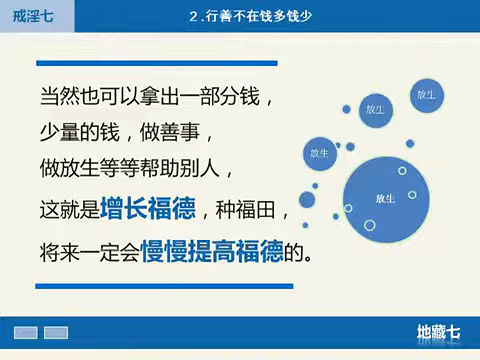 戒淫七
2.行善不在钱多钱少
当然也可以拿出一部分钱，
少量的钱，做善事，
做放生等等帮助别人，
这就是增长福德，种福田，
将来一定会慢慢提高福德的。
放生
放生
放生
放生
地藏七